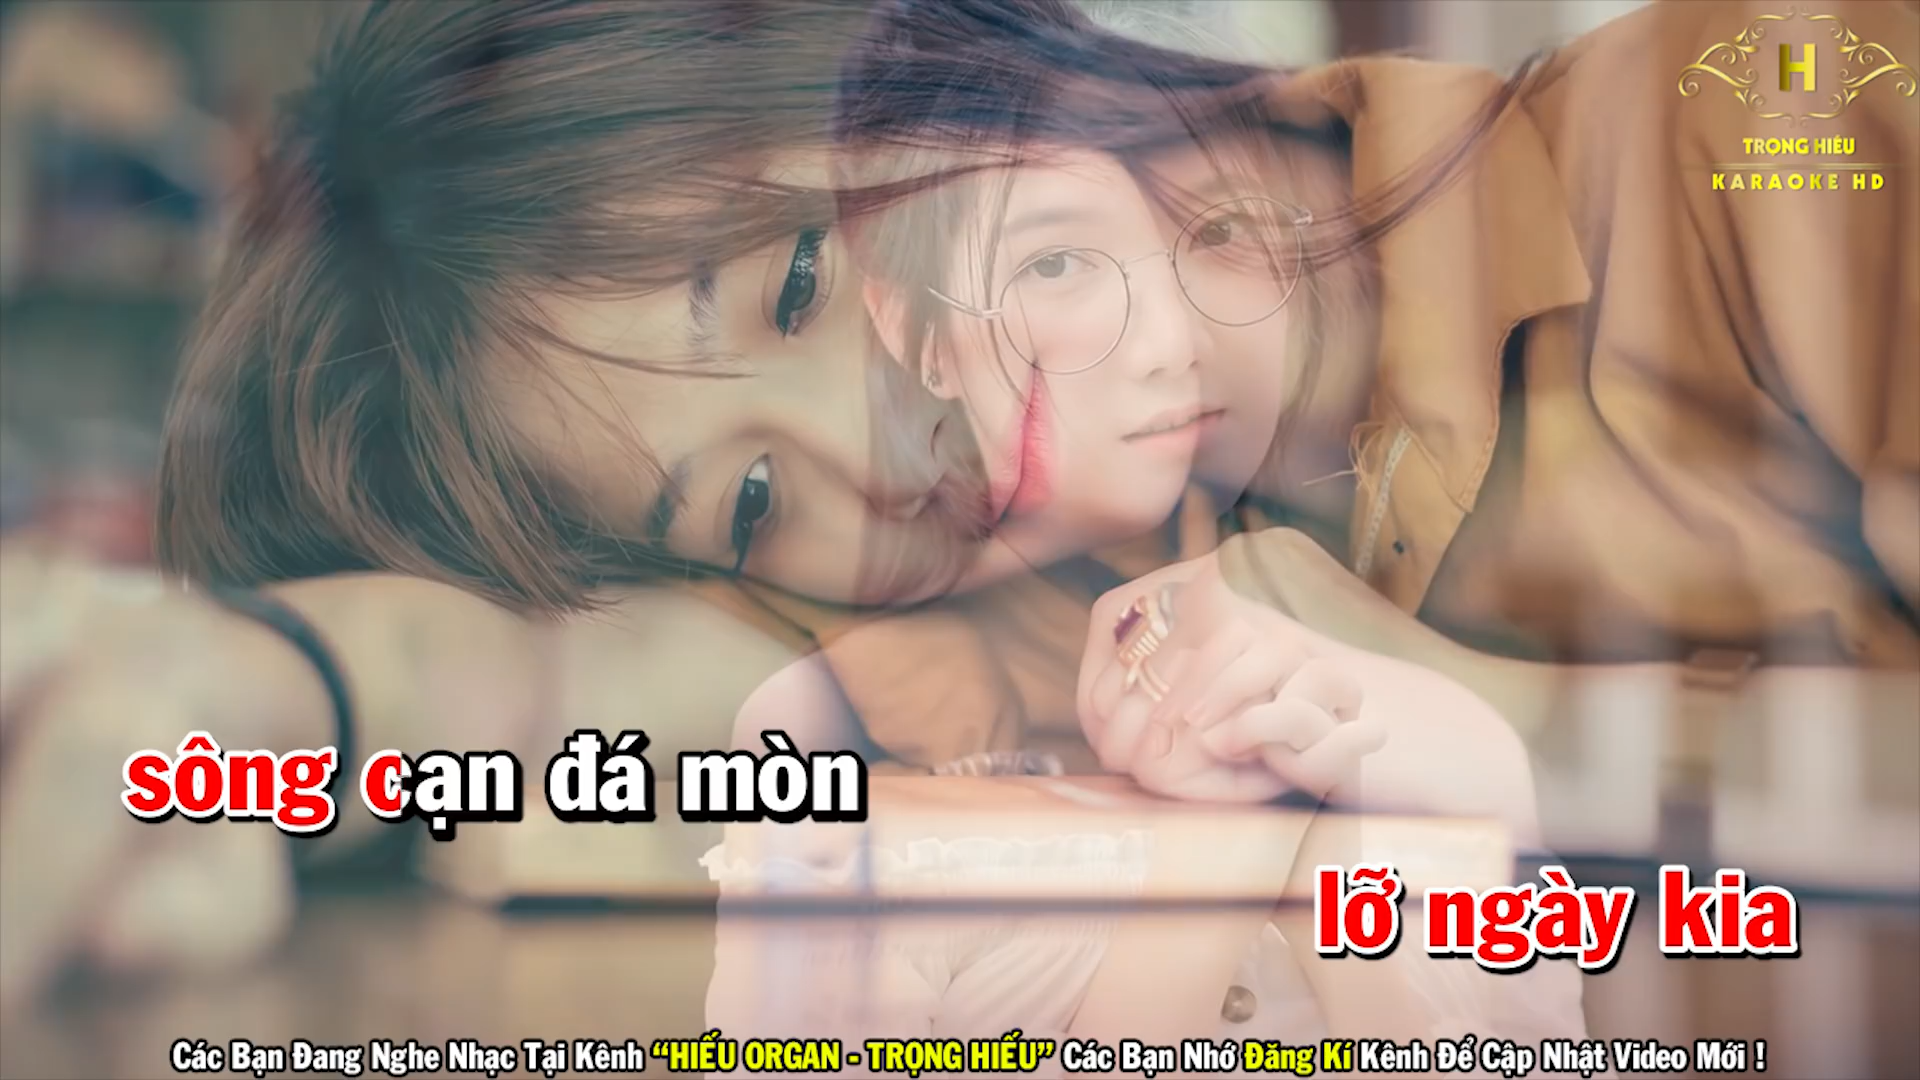 H
TRỌNG HIẾU
KARAOKE HD
sông cạn đá mòn
lỡ ngày kia
Các Bạn Đang Nghe Nhạc Tại Kênh “HIẾU ORGAN - TRỌNG HIẾU” Các Bạn Nhớ Đăng Kí Kênh Để Cập Nhật Video Mới !